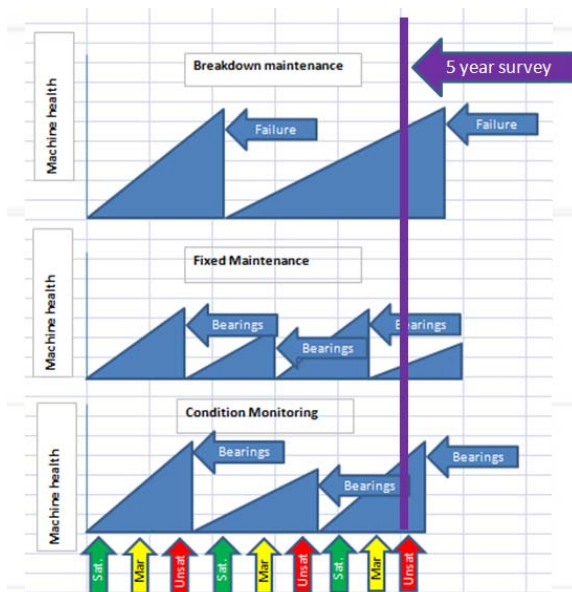 Breakdown maintenance
5 year survey
Machine health
Failure
Failure
Fixed Maintenance
Machine health
Bearings
Bearings
Bearings
Condition Monitoring
Machine health
Bearings
Bearings
Bearings
Sat.
Mar
Unsat
Sat.
Mar
Unsat
Sat.
Mar
Unsat